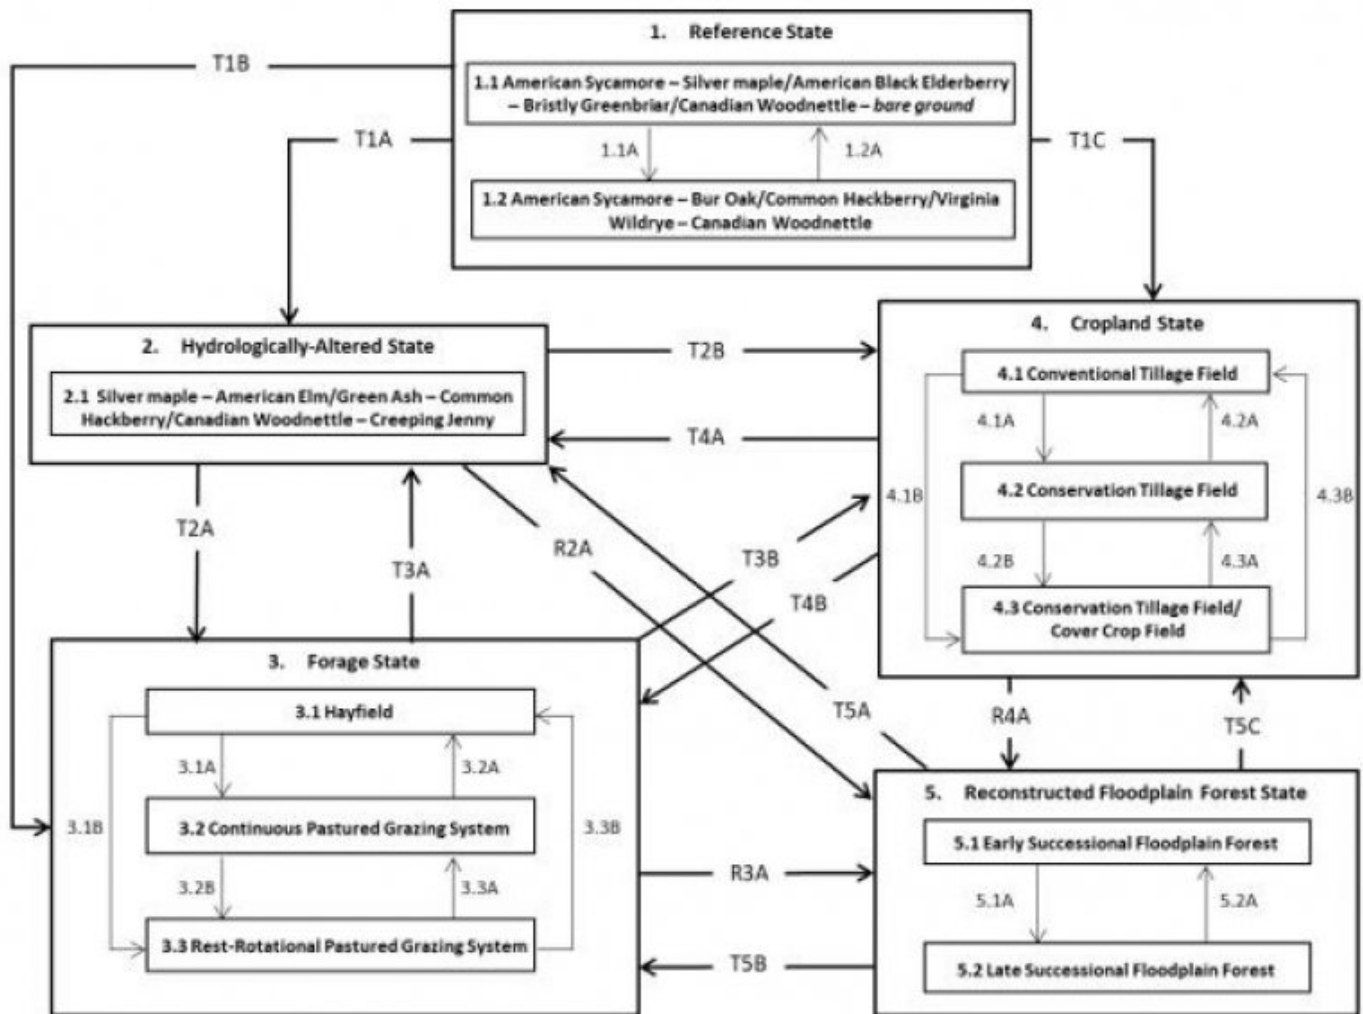 1. Reference State
T1B
1.1 American Sycamore – Silver maple/American Black Elderberry
– Bristly Greenbriar/Canadian Woodnettle – bare ground
T1A
1.1A
1.2A
T1C
1.2 American Sycamore – Bur Oak/Common Hackberry/Virginia
Wildrye – Canadian Woodnettle
2. Hydrologically-Altered State
2.1 Silver maple – American Elm/Green Ash – Common
Hackberry/Canadian Woodnettle – Creeping Jenny
T2B
T4A
4. Cropland State
4.1 Conventional Tillage Field
4.1A
4.2A
4.1B
4.2 Conservation Tillage Field
4.3B
4.2B
4.3A
4.3 Conservation Tillage Field/
Cover Crop Field
T2A
T3A
R2A
T3B
T4B
T5A
R4A
T5C
3. Forage State
3.1 Hayfield
3.1A
3.2A
3.1B
3.2 Continuous Pastured Grazing System
3.3B
3.2B
3.3A
3.3 Rest-Rotational Pastured Grazing System
R3A
T5B
5. Reconstructed Floodplain Forest State
5.1 Early Successional Floodplain Forest
5.1A
5.2A
5.2 Late Successional Floodplain Forest